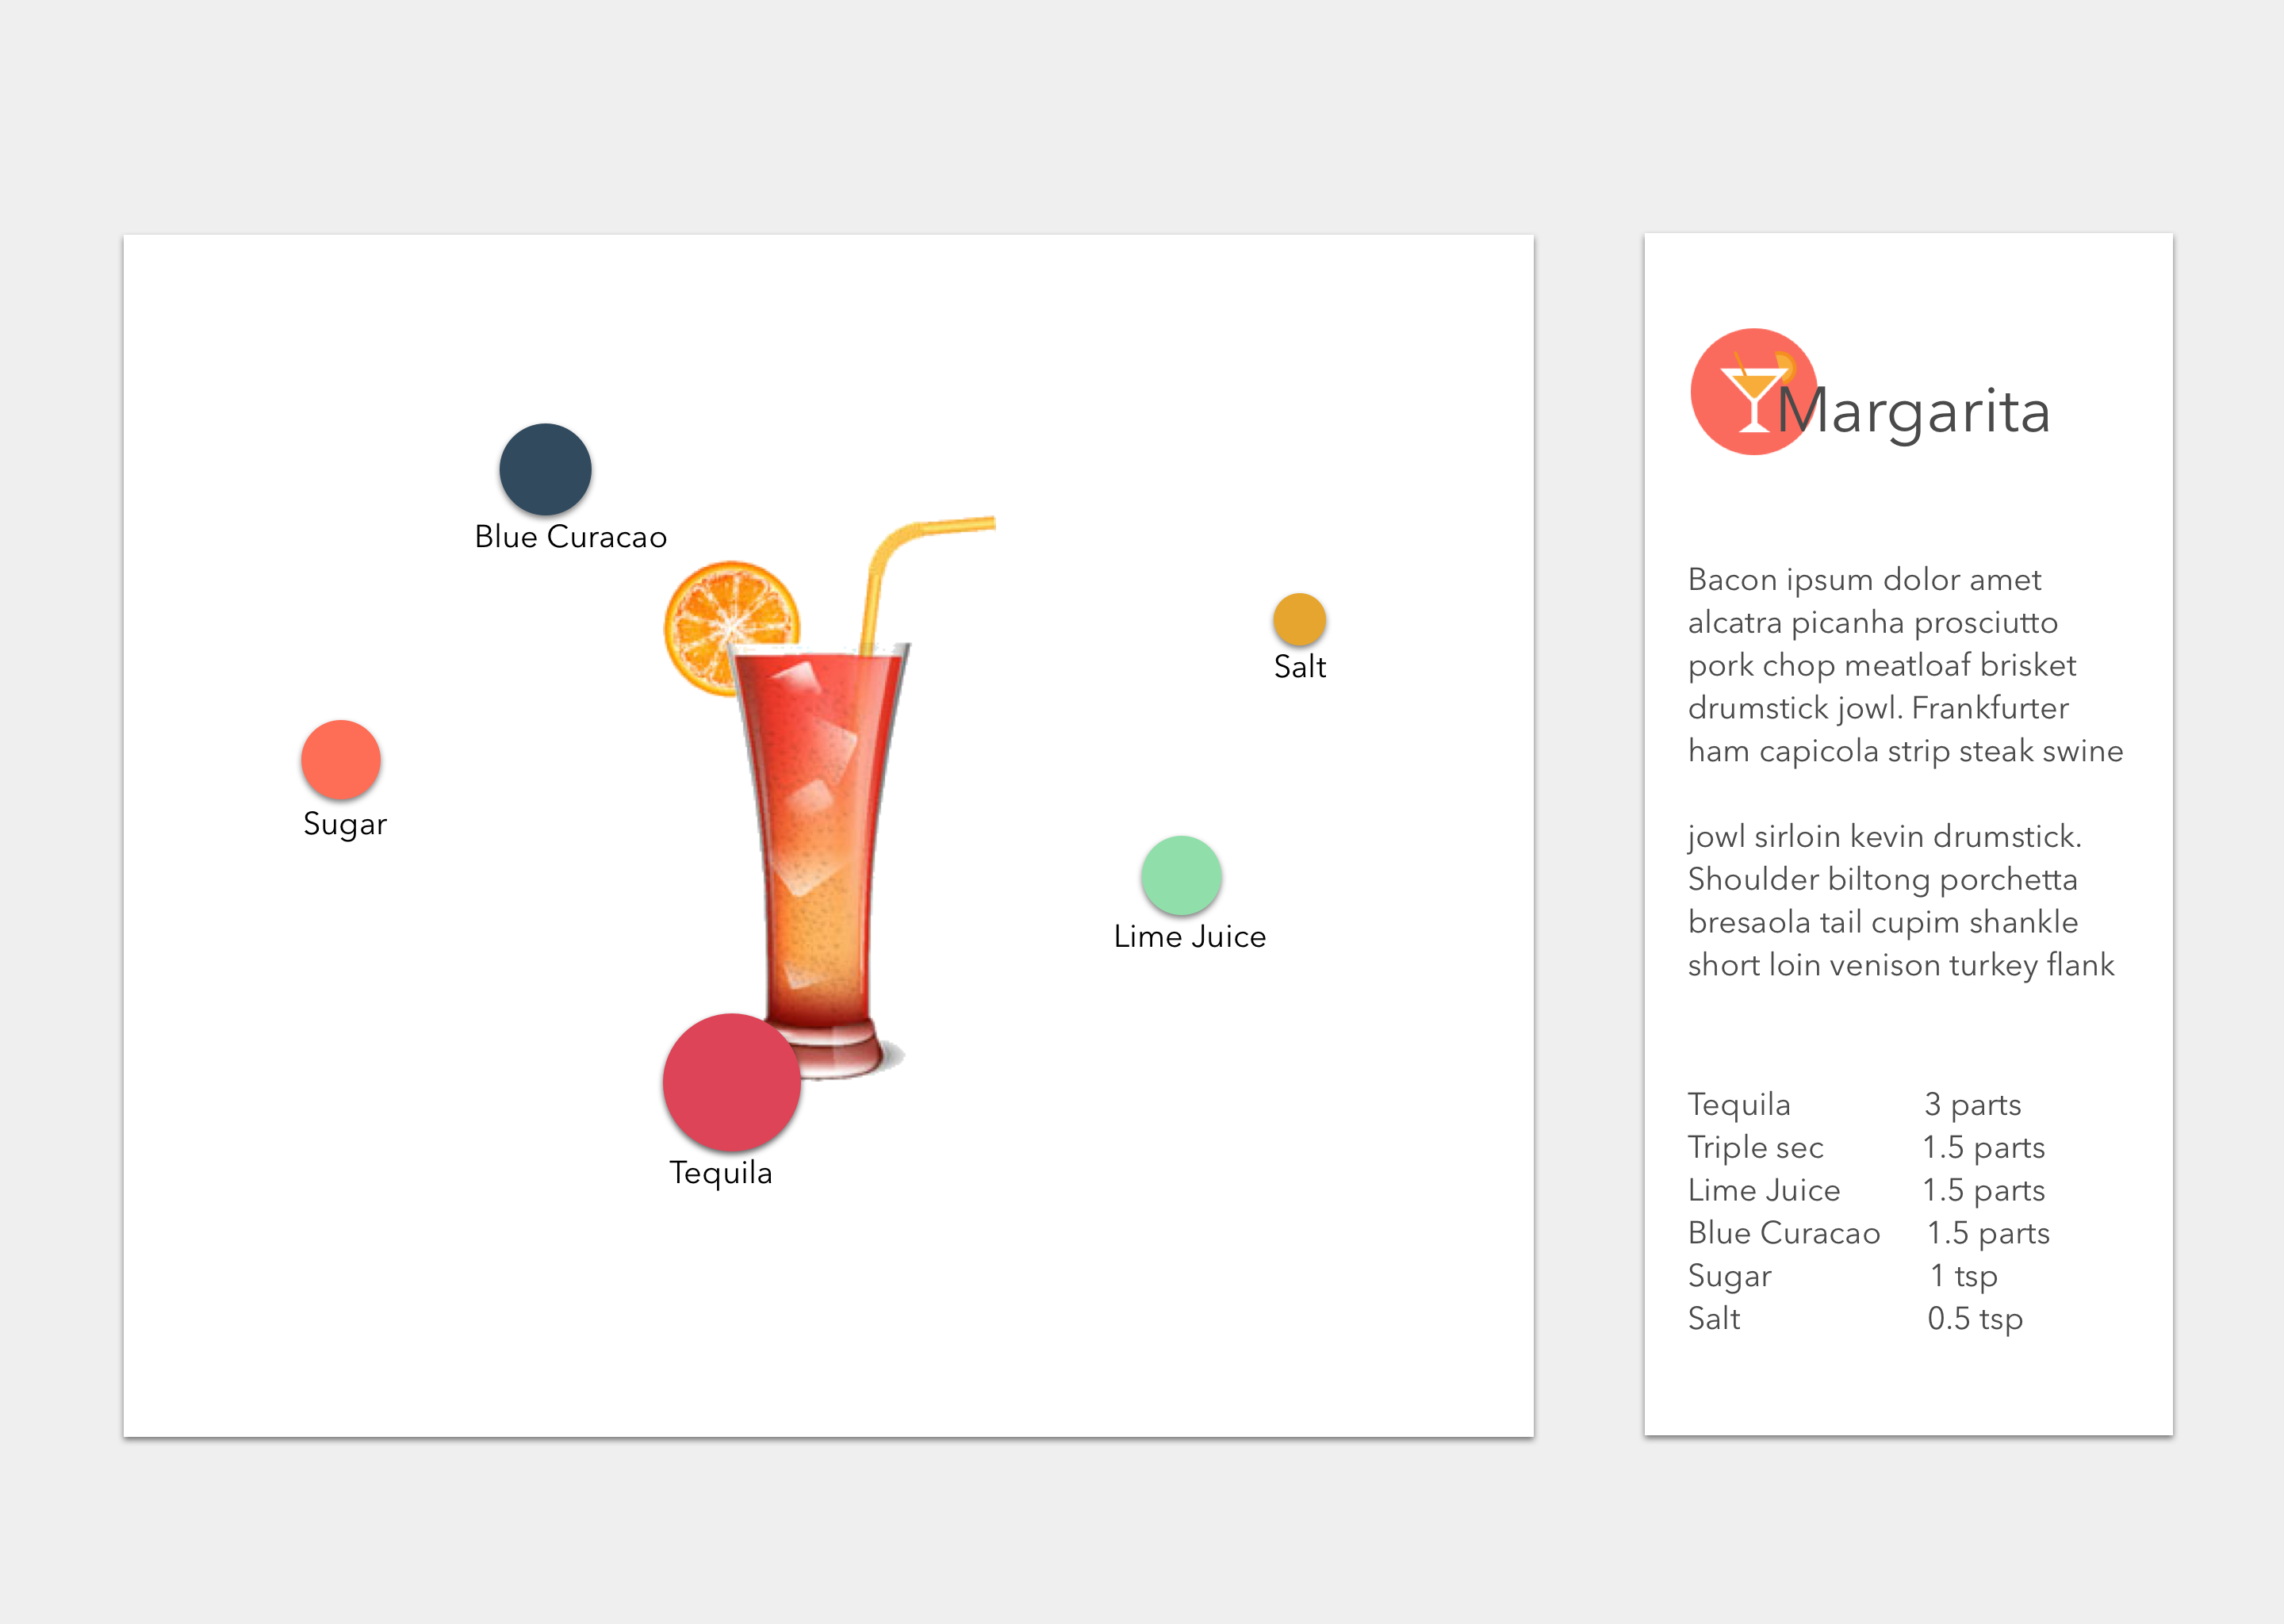 Blue Curacao
Salt
Sugar
Lime Juice
Tequila
Margarita
Bacon ipsum dolor amet
alcatra picanha prosciutto
pork chop meatloaf brisket
drumstick jowl. Frankfurter
ham capicola strip steak swine
jowl sirloin kevin drumstick.
Shoulder biltong porchetta
bresaola tail cupim shankle
short loin venison turkey flank
Tequila 3 parts
Triple sec 1.5 parts
Lime Juice 1.5 parts
Blue Curacao 1.5 parts
Sugar 1 tsp
Salt 0.5 tsp